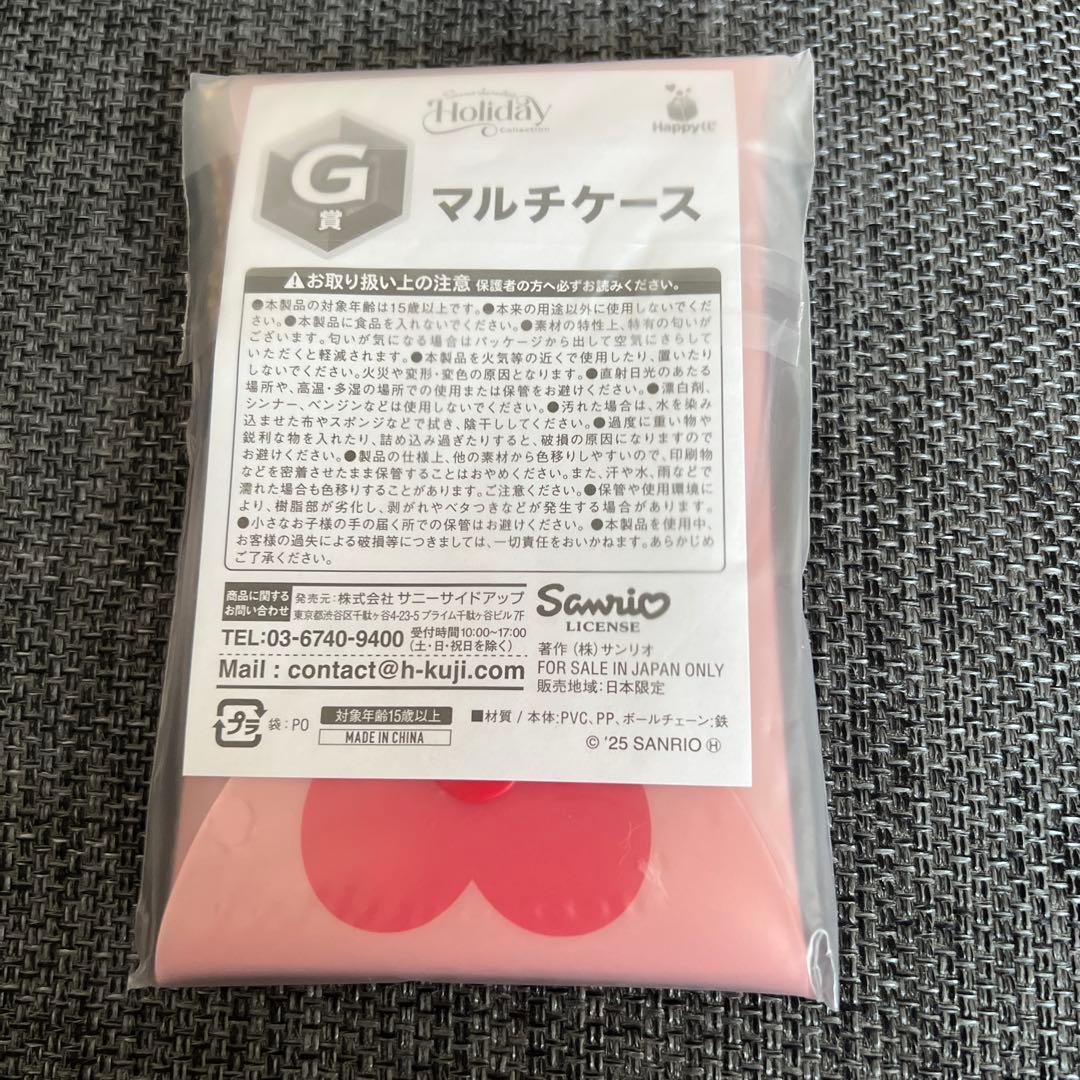 Holiday
Collection
Happyくじ
G
賞
マルチケース
お取り扱い上の注意 保護者の方へ必ずお読みください。
●本製品の対象年齢は15歳以上です。●本来の用途以外に使用しないでくだ
さい。●本製品に食品を入れないでください。●素材の特性上、特有の匂いが
ございます。匂いが気になる場合はパッケージから出して空気にさらして
いただくと軽減されます。●本製品を火気等の近くで使用したり、置いたり
しないでください。火災や変形・変色の原因となります。●直射日光のあたる
場所や、高温・多湿の場所での使用または保管をお避けください。●漂白剤、
シンナー、ベンジンなどは使用しないでください。●汚れた場合は、水を染み
込ませた布やスポンジなどで拭き、陰干ししてください。●過度に重い物や
鋭利な物を入れたり、詰め込み過ぎたりすると、破損の原因になりますので
お避けください。●製品の仕様上、他の素材から色移りしやすいので、印刷物
などを密着させたまま保管することはおやめください。また、汗や水、雨などで
濡れた場合も色移りすることがあります。ご注意ください。●保管や使用環境に
より、樹脂部が劣化し、剥がれやベタつきなどが発生する場合があります。
●小さなお子様の手の届く所での保管はお避けください。●本製品を使用中、
お客様の過失による破損等につきましては、一切責任をおいかねます。あらかじめ
ご了承ください。
商品に関する
お問い合わせ
発売元:株式会社 サニーサイドアップ
東京都渋谷区千駄ヶ谷4-23-5 プライム千駄ヶ谷ビル 7F
TEL:03-6740-9400 受付時間10:00~17:00
(土・日・祝日を除く)
Mail : contact@h-kuji.com
Sanrio
LICENSE
著作 (株) サンリオ
FOR SALE IN JAPAN ONLY
販売地域:日本限定
プラ
袋:PO
対象年齢15歳以上
MADE IN CHINA
■材質 / 本体:PVC、PP、ボールチェーン:鉄
© '25 SANRIO Ⓗ